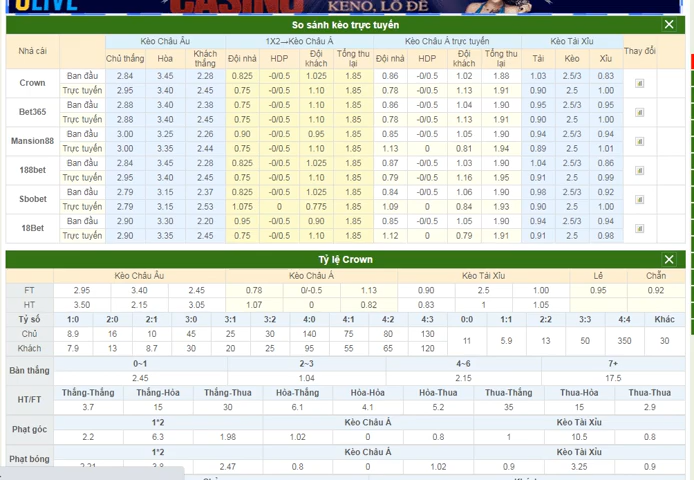 CASINO
KENO, LÔ ĐỀ
So sánh kèo trực tuyến
Nhà cái Kèo Châu Âu 1X2→Kèo Châu Á Kèo Châu Á trực tuyến Kèo Tài Xỉu Thay đổi
Chủ thắng Hòa Khách thắng Đội nhà HDP Đội khách Tổng thu lại Đội nhà HDP Đội khách Tổng thu lại Tài Kèo Xỉu
Crown Ban đầu 2.84 3.45 2.28 0.825 -0/0.5 1.025 1.85 0.86 -0/0.5 1.02 1.88 1.03 2.5/3 0.83
Trực tuyến 2.95 3.40 2.45 0.75 -0/0.5 1.10 1.85 0.78 -0/0.5 1.13 1.91 0.90 2.5 1.00
Bet365 Ban đầu 2.88 3.40 2.38 0.75 -0/0.5 1.10 1.85 0.86 -0/0.5 1.04 1.90 0.95 2.5/3 0.95
Trực tuyến 2.88 3.40 2.45 0.75 -0/0.5 1.10 1.85 0.78 -0/0.5 1.13 1.91 0.90 2.5 1.00
Mansion88 Ban đầu 3.00 3.25 2.26 0.90 -0/0.5 0.95 1.85 0.85 -0/0.5 1.05 1.90 0.94 2.5/3 0.94
Trực tuyến 3.00 3.35 2.44 0.75 -0/0.5 1.10 1.85 1.13 0 0.81 1.94 0.89 2.5 1.01
188bet Ban đầu 2.84 3.45 2.28 0.825 -0/0.5 1.025 1.85 0.87 -0/0.5 1.03 1.90 1.04 2.5/3 0.86
Trực tuyến 2.95 3.40 2.45 0.75 -0/0.5 1.10 1.85 0.79 -0/0.5 1.16 1.95 0.91 2.5 0.99
Sbobet Ban đầu 2.79 3.15 2.37 0.825 -0/0.5 1.025 1.85 0.84 -0/0.5 1.06 1.90 0.98 2.5/3 0.92
Trực tuyến 2.79 3.15 2.53 1.075 0 0.775 1.85 1.09 0 0.84 1.93 0.90 2.5 1.00
18Bet Ban đầu 2.90 3.30 2.20 0.95 -0/0.5 0.90 1.85 0.85 -0/0.5 1.05 1.90 0.94 2.5/3 0.94
Trực tuyến 2.90 3.35 2.45 0.75 -0/0.5 1.10 1.85 1.12 0 0.79 1.91 0.91 2.5 0.98
Tỷ lệ Crown
Kèo Châu Âu Kèo Châu Á Kèo Tài Xỉu Lẻ Chẵn
FT 2.95 3.40 2.45 0.78 0/-0.5 1.13 0.90 2.5 1.00 0.95 0.92
HT 3.50 2.15 3.05 1.07 0 0.82 0.83 1 1.05
Tỷ số 1:0 2:0 2:1 3:0 3:1 3:2 4:0 4:1 4:2 4:3 0:0 1:1 2:2 3:3 4:4 Khác
Chủ 8.9 16 10 45 25 30 140 75 80 130 11 5.9 13 50 350 30
Khách 7.9 13 8.7 30 20 25 95 55 65 120
Bàn thắng 0~1 2~3 4~6 7+
2.45 1.04 2.15 17.5
HT/FT Thắng-Thắng Thắng-Hòa Thắng-Thua Hòa-Thắng Hòa-Hòa Hòa-Thua Thua-Thắng Thua-Hòa Thua-Thua
3.7 15 30 6.1 4.1 5.2 35 15 2.9
Phạt góc 1*2 Kèo Châu Á Kèo Tài Xỉu
2.2 6.3 1.98 1.02 0 0.8 1 10.5 0.8
Phạt bóng 1*2 Kèo Châu Á Kèo Tài Xỉu
2.47 0.8 0 1.02 0.9 3.25 0.9